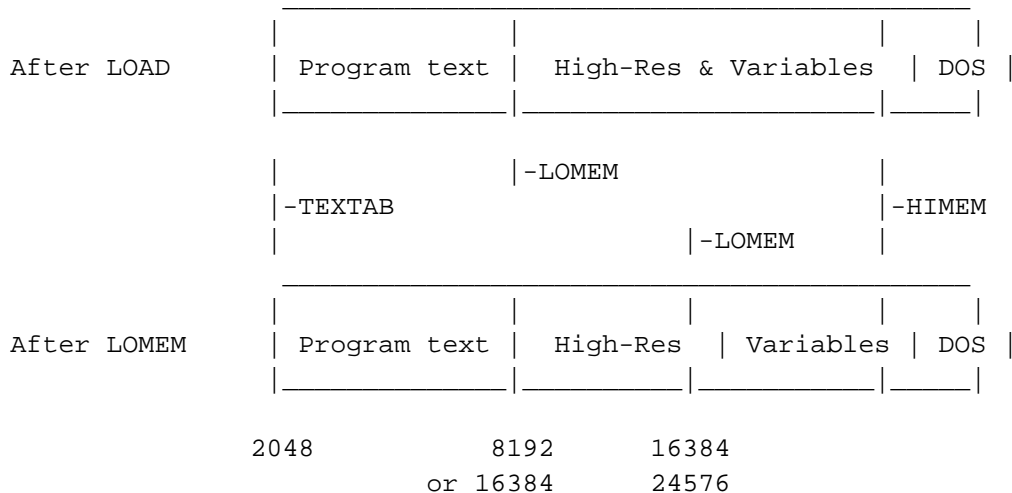 After LOAD | Program text | High-Res & Variables | DOS |
|-LOMEM
|-TEXTAB |-HIMEM
|-LOMEM
After LOMEM | Program text | High-Res | Variables | DOS |
2048 8192 16384
or 16384 24576